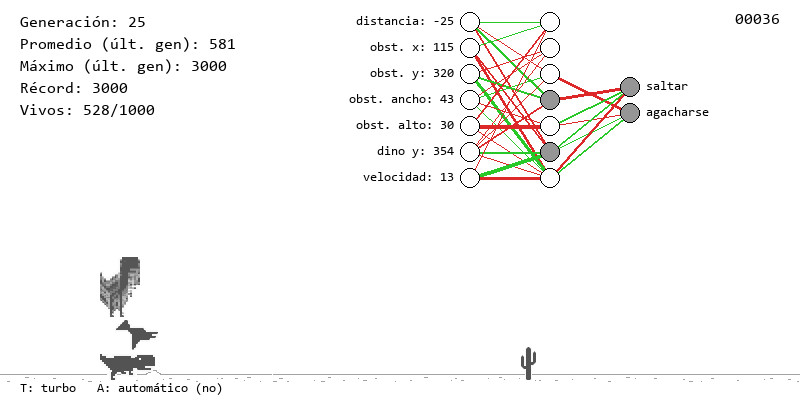 Generación: 25
Promedio (últ. gen): 581
Máximo (últ. gen): 3000
Récord: 3000
Vivos: 528/1000
distancia: -25
obst. x: 115
obst. y: 320
obst. ancho: 43
obst. alto: 30
dino y: 354
velocidad: 13
saltar
agacharse
00036
T: turbo A: automático (no)